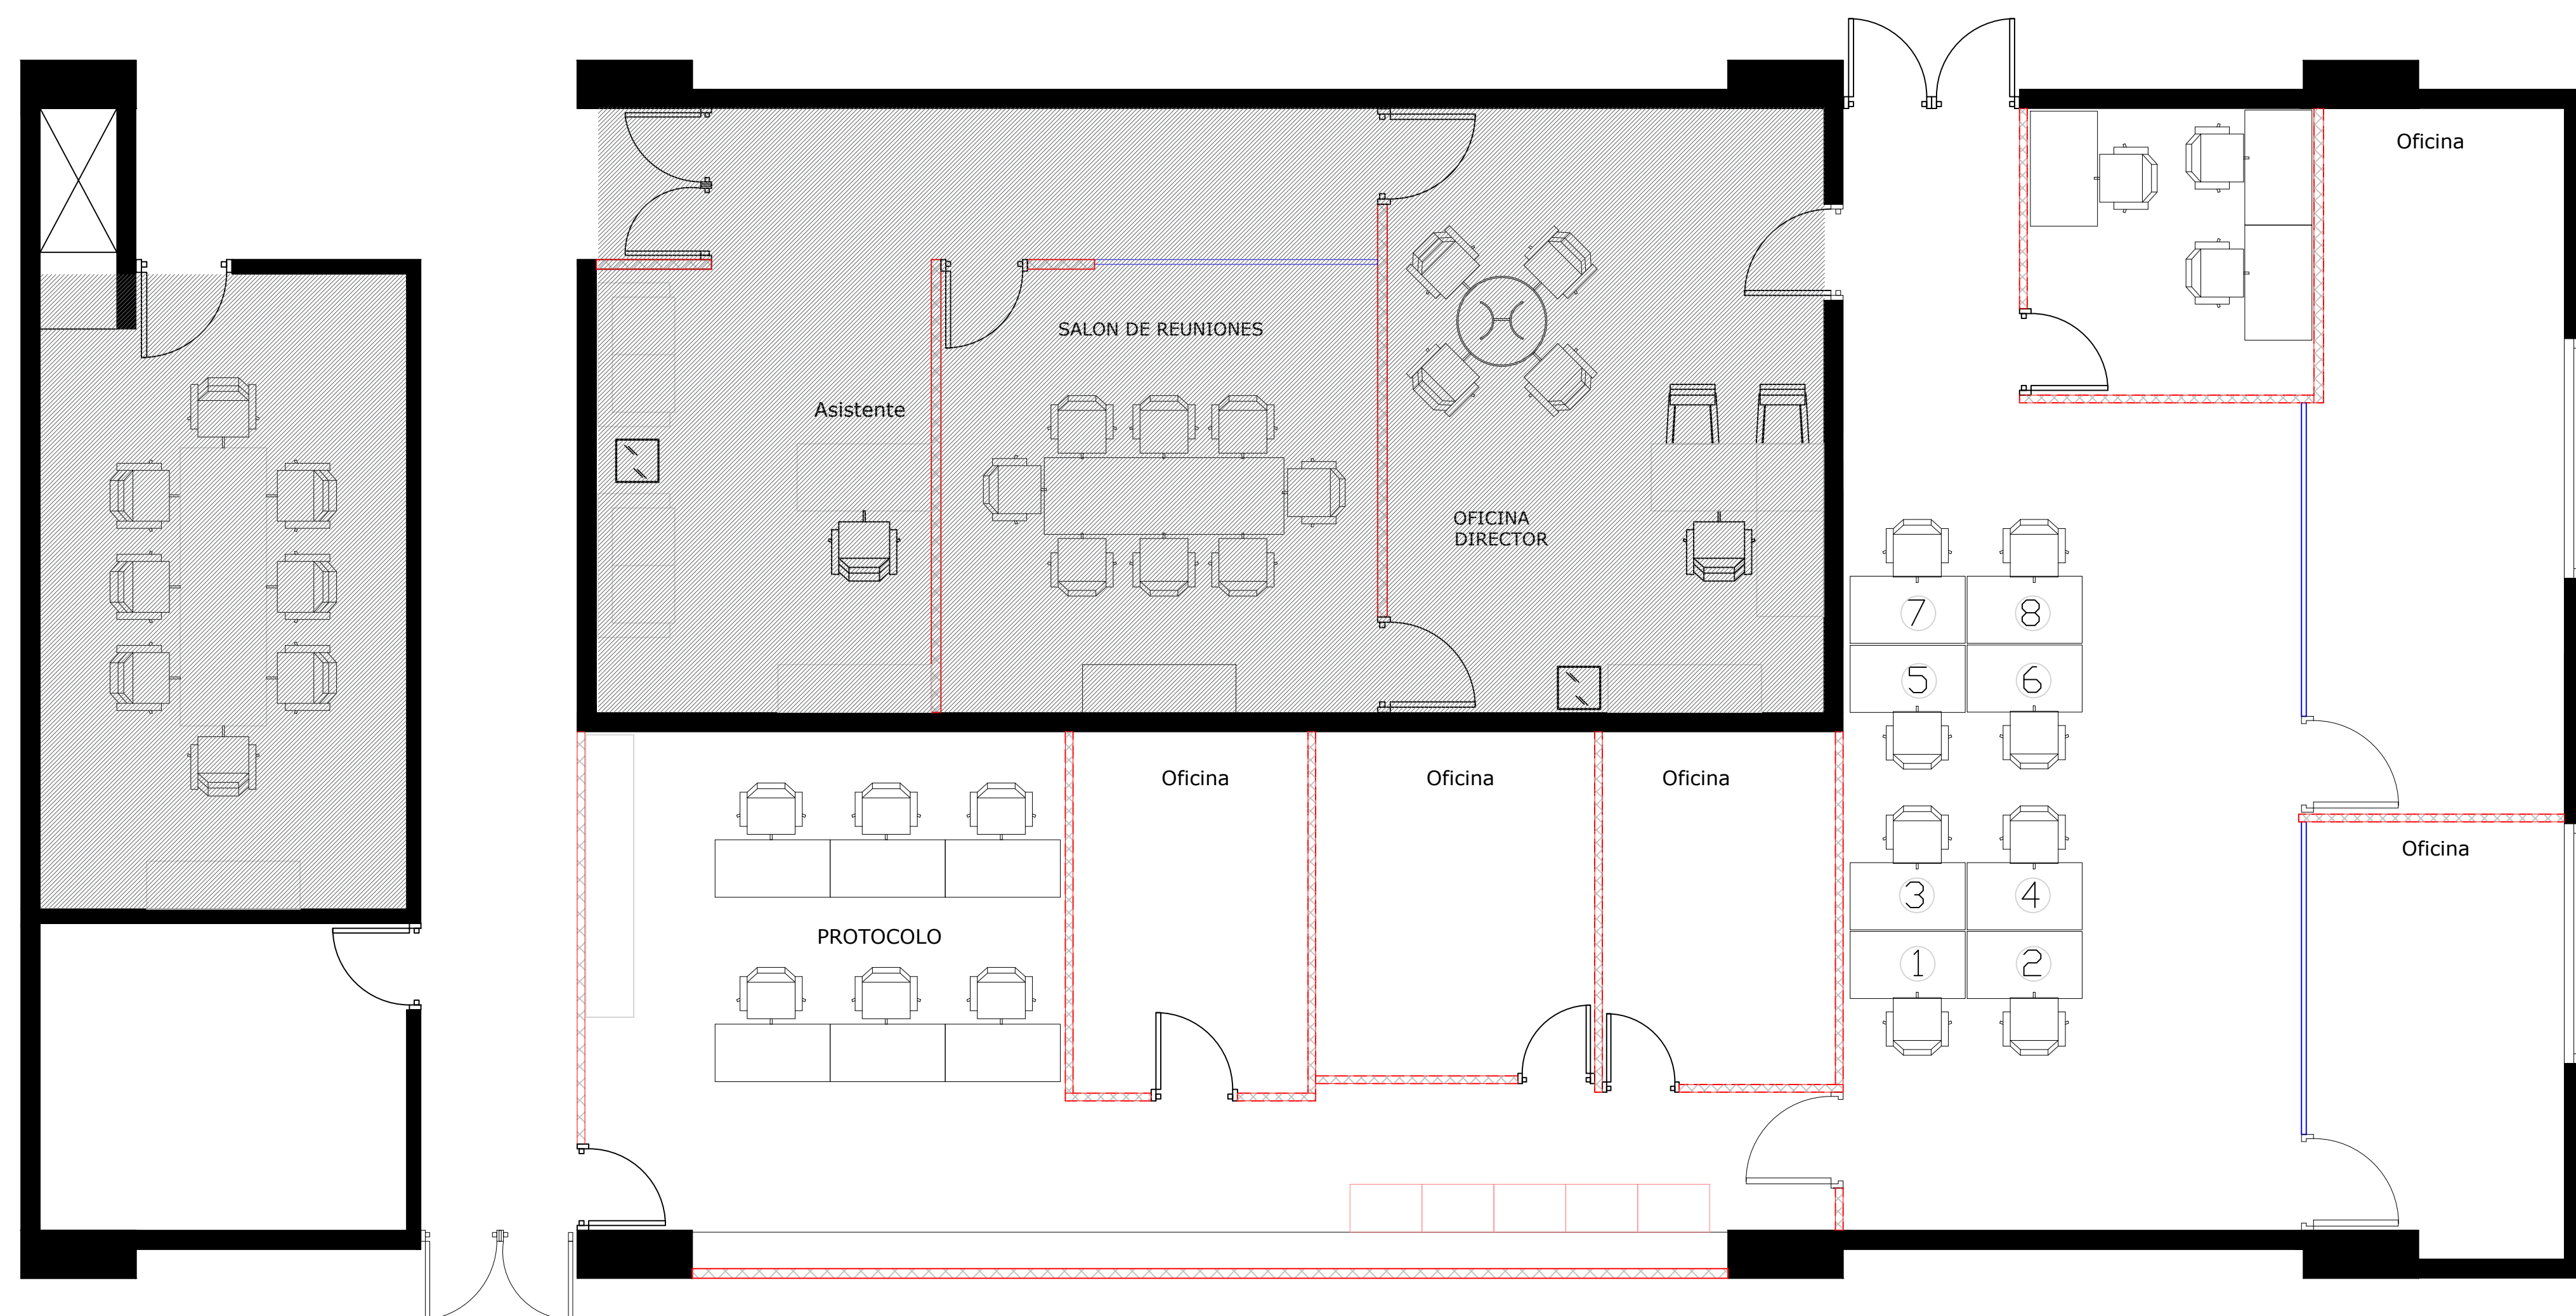 Oficina
SALON DE REUNIONES
Asistente
OFICINA
DIRECTOR
7
8
5
6
Oficina
Oficina
Oficina
Oficina
3
4
PROTOCOLO
1
2